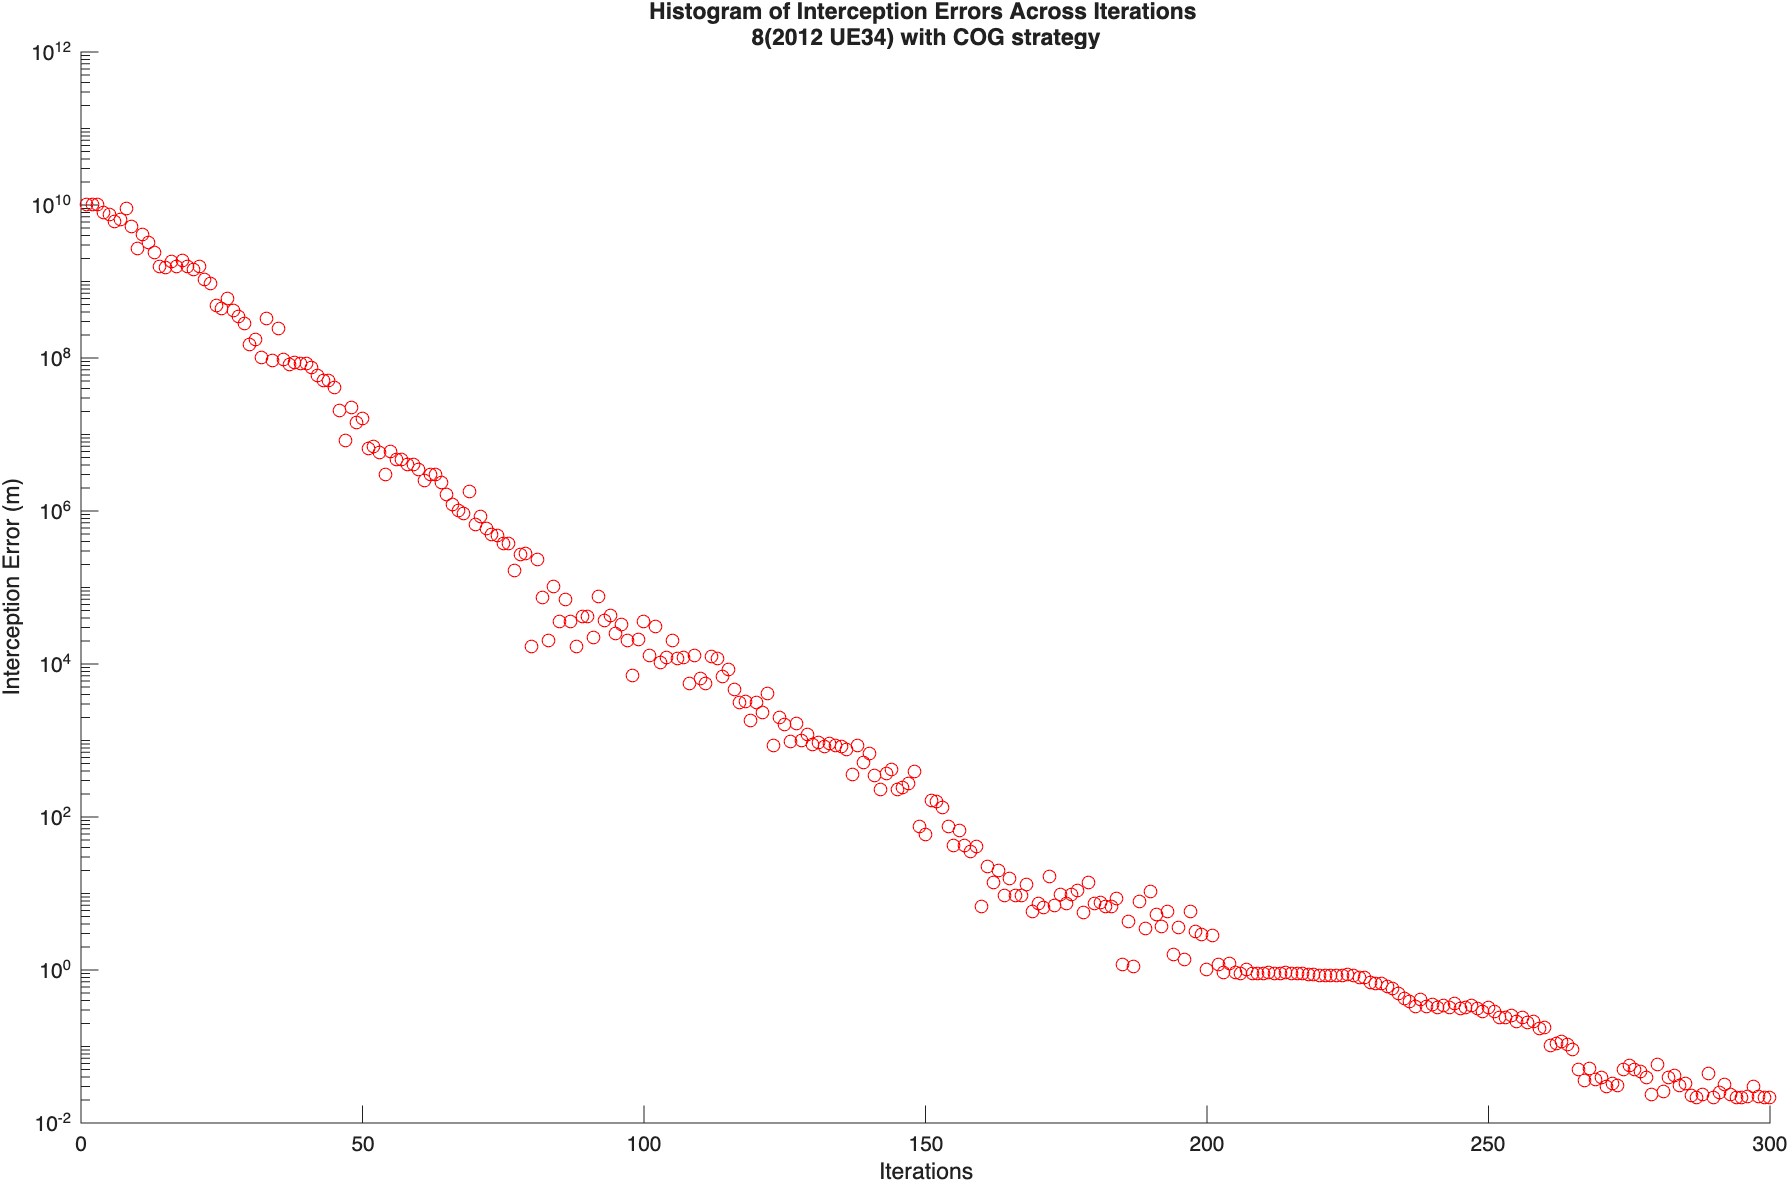 Histogram of Interception Errors Across Iterations
8(2012 UE34) with COG strategy
Interception Error (m)
10^12
10^10
10^8
10^6
10^4
10^2
10^0
10^-2
0 50 100 150 200 250 300
Iterations